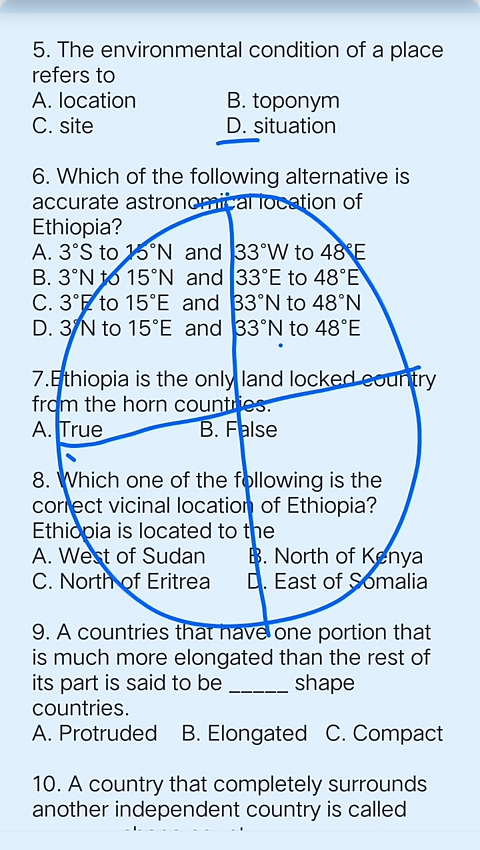 5. The environmental condition of a place
refers to
A. location B. toponym
C. site D. situation
6. Which of the following alternative is
accurate astronomical location of
Ethiopia?
A. 3°S to 15°N and 33°W to 48°E
B. 3°N to 15°N and 33°E to 48°E
C. 3°E to 15°E and 33°N to 48°N
D. 3°N to 15°E and 33°N to 48°E
7.Ethiopia is the only land locked country
from the horn countries.
A. True B. False
8. Which one of the following is the
correct vicinal location of Ethiopia?
Ethiopia is located to the
A. West of Sudan B. North of Kenya
C. North of Eritrea D. East of Somalia
9. A countries that have one portion that
is much more elongated than the rest of
its part is said to be _____ shape
countries.
A. Protruded B. Elongated C. Compact
10. A country that completely surrounds
another independent country is called